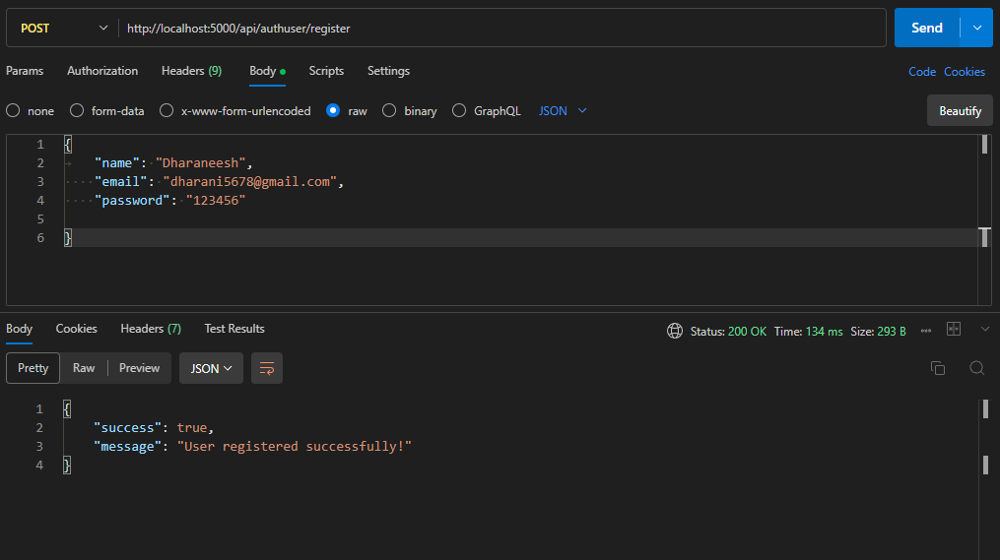 POST http://localhost:5000/api/authuser/register Send
Params Authorization Headers (9) Body Scripts Settings Code Cookies
none form-data x-www-form-urlencoded raw binary GraphQL JSON Beautify
1 {
2 "name": "Dharaneesh",
3 "email": "dharani5678@gmail.com",
4 "password": "123456"
5
6 }
Body Cookies Headers (7) Test Results Status: 200 OK Time: 134 ms Size: 293 B
Pretty Raw Preview JSON
1 {
2 "success": true,
3 "message": "User registered successfully!"
4 }